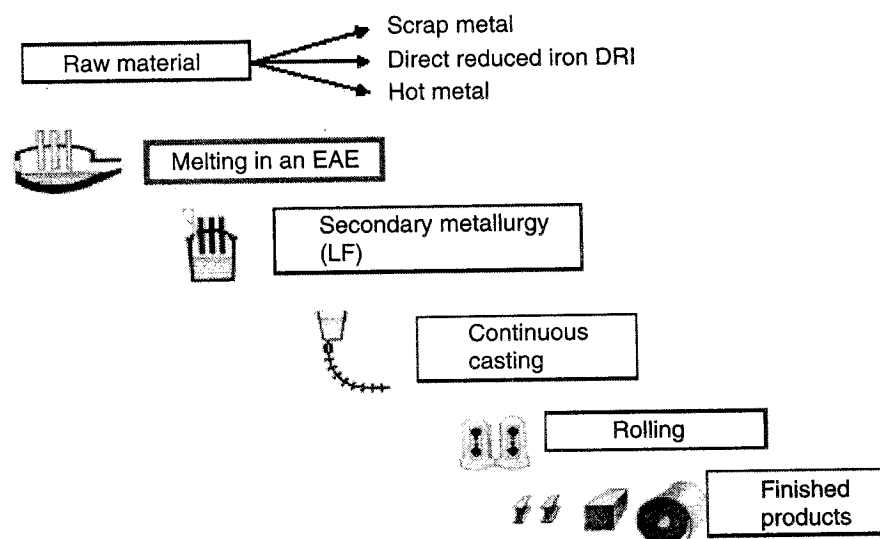 Raw material
Scrap metal
Direct reduced iron DRI
Hot metal
Melting in an EAE
Secondary metallurgy
(LF)
Continuous
casting
Rolling
Finished
products